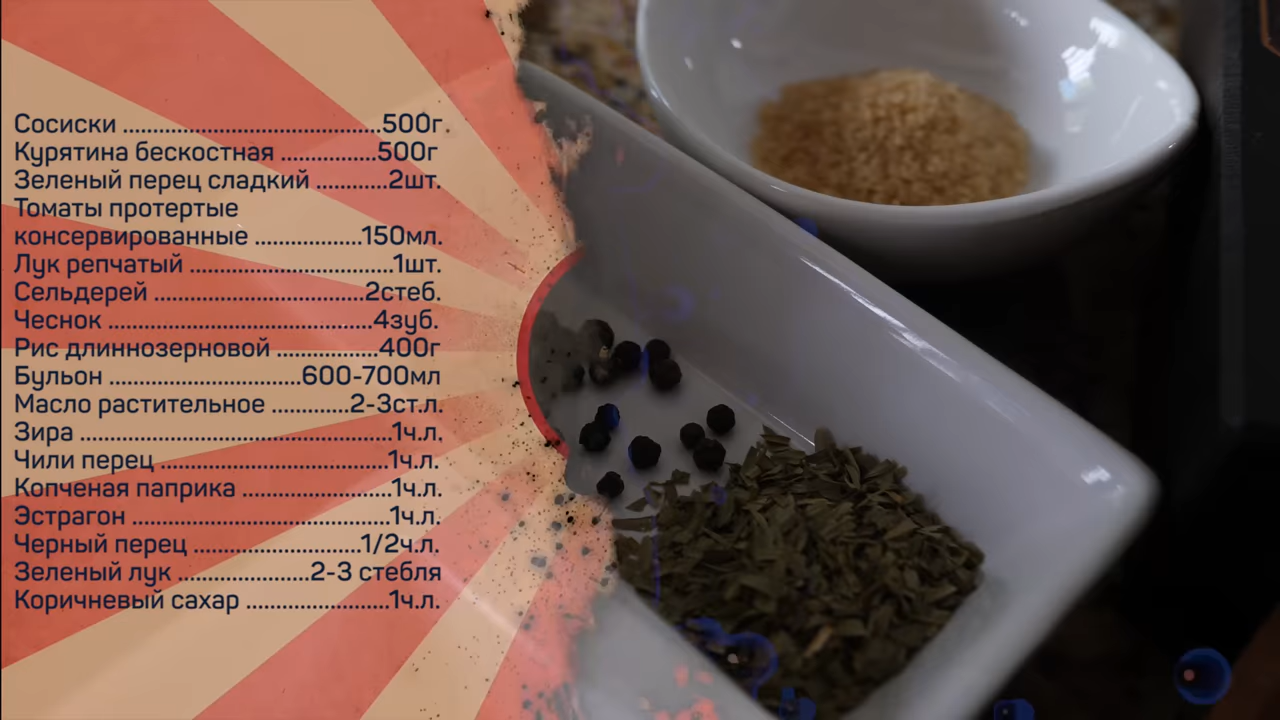 Сосиски ..................................500г.
Курятина бескостная .............500г
Зеленый перец сладкий ..........2шт.
Томаты протертые
консервированные ...............150мл.
Лук репчатый .............................1шт.
Сельдерей ..............................2стеб.
Чеснок .....................................4зуб.
Рис длиннозерновой ..............400г
Бульон ...........................600-700мл
Масло растительное ...........2-3ст.л.
Зира ............................................1ч.л.
Чили перец .................................1ч.л.
Копченая паприка .....................1ч.л.
Эстрагон .....................................1ч.л.
Черный перец ........................1/2ч.л.
Зеленый лук ...................2-3 стебля
Коричневый сахар ....................1ч.л.